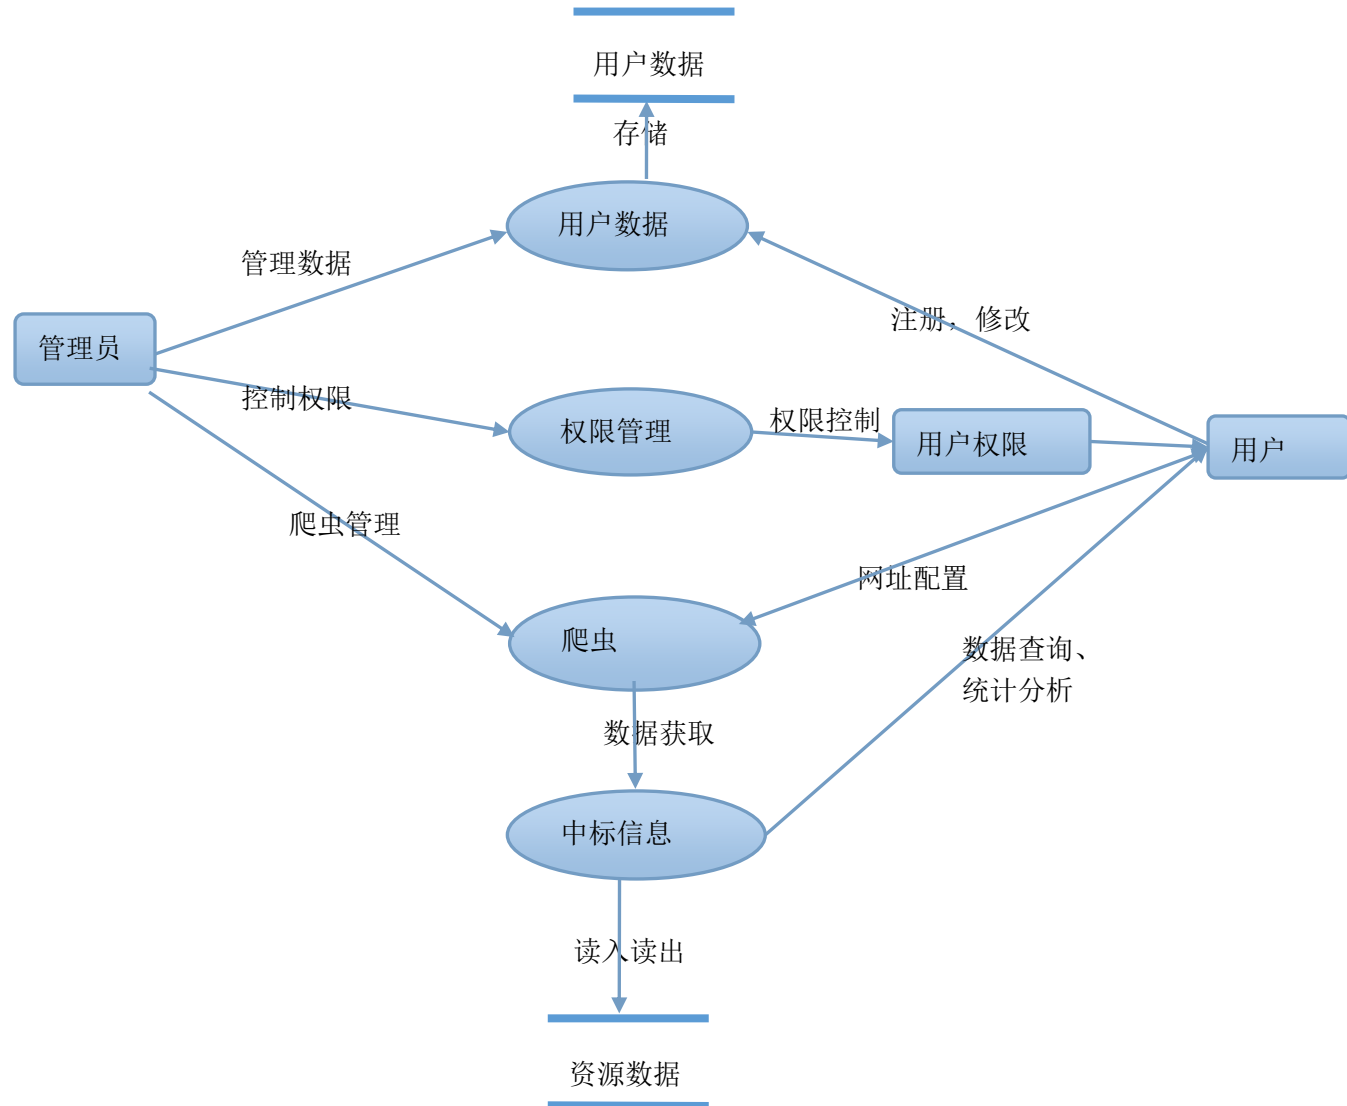 用户数据
存储
用户数据
管理数据
注册，修改
管理员
控制权限
权限管理
权限控制
用户权限
用户
爬虫管理
网址配置
爬虫
数据查询、
统计分析
数据获取
中标信息
读入读出
资源数据